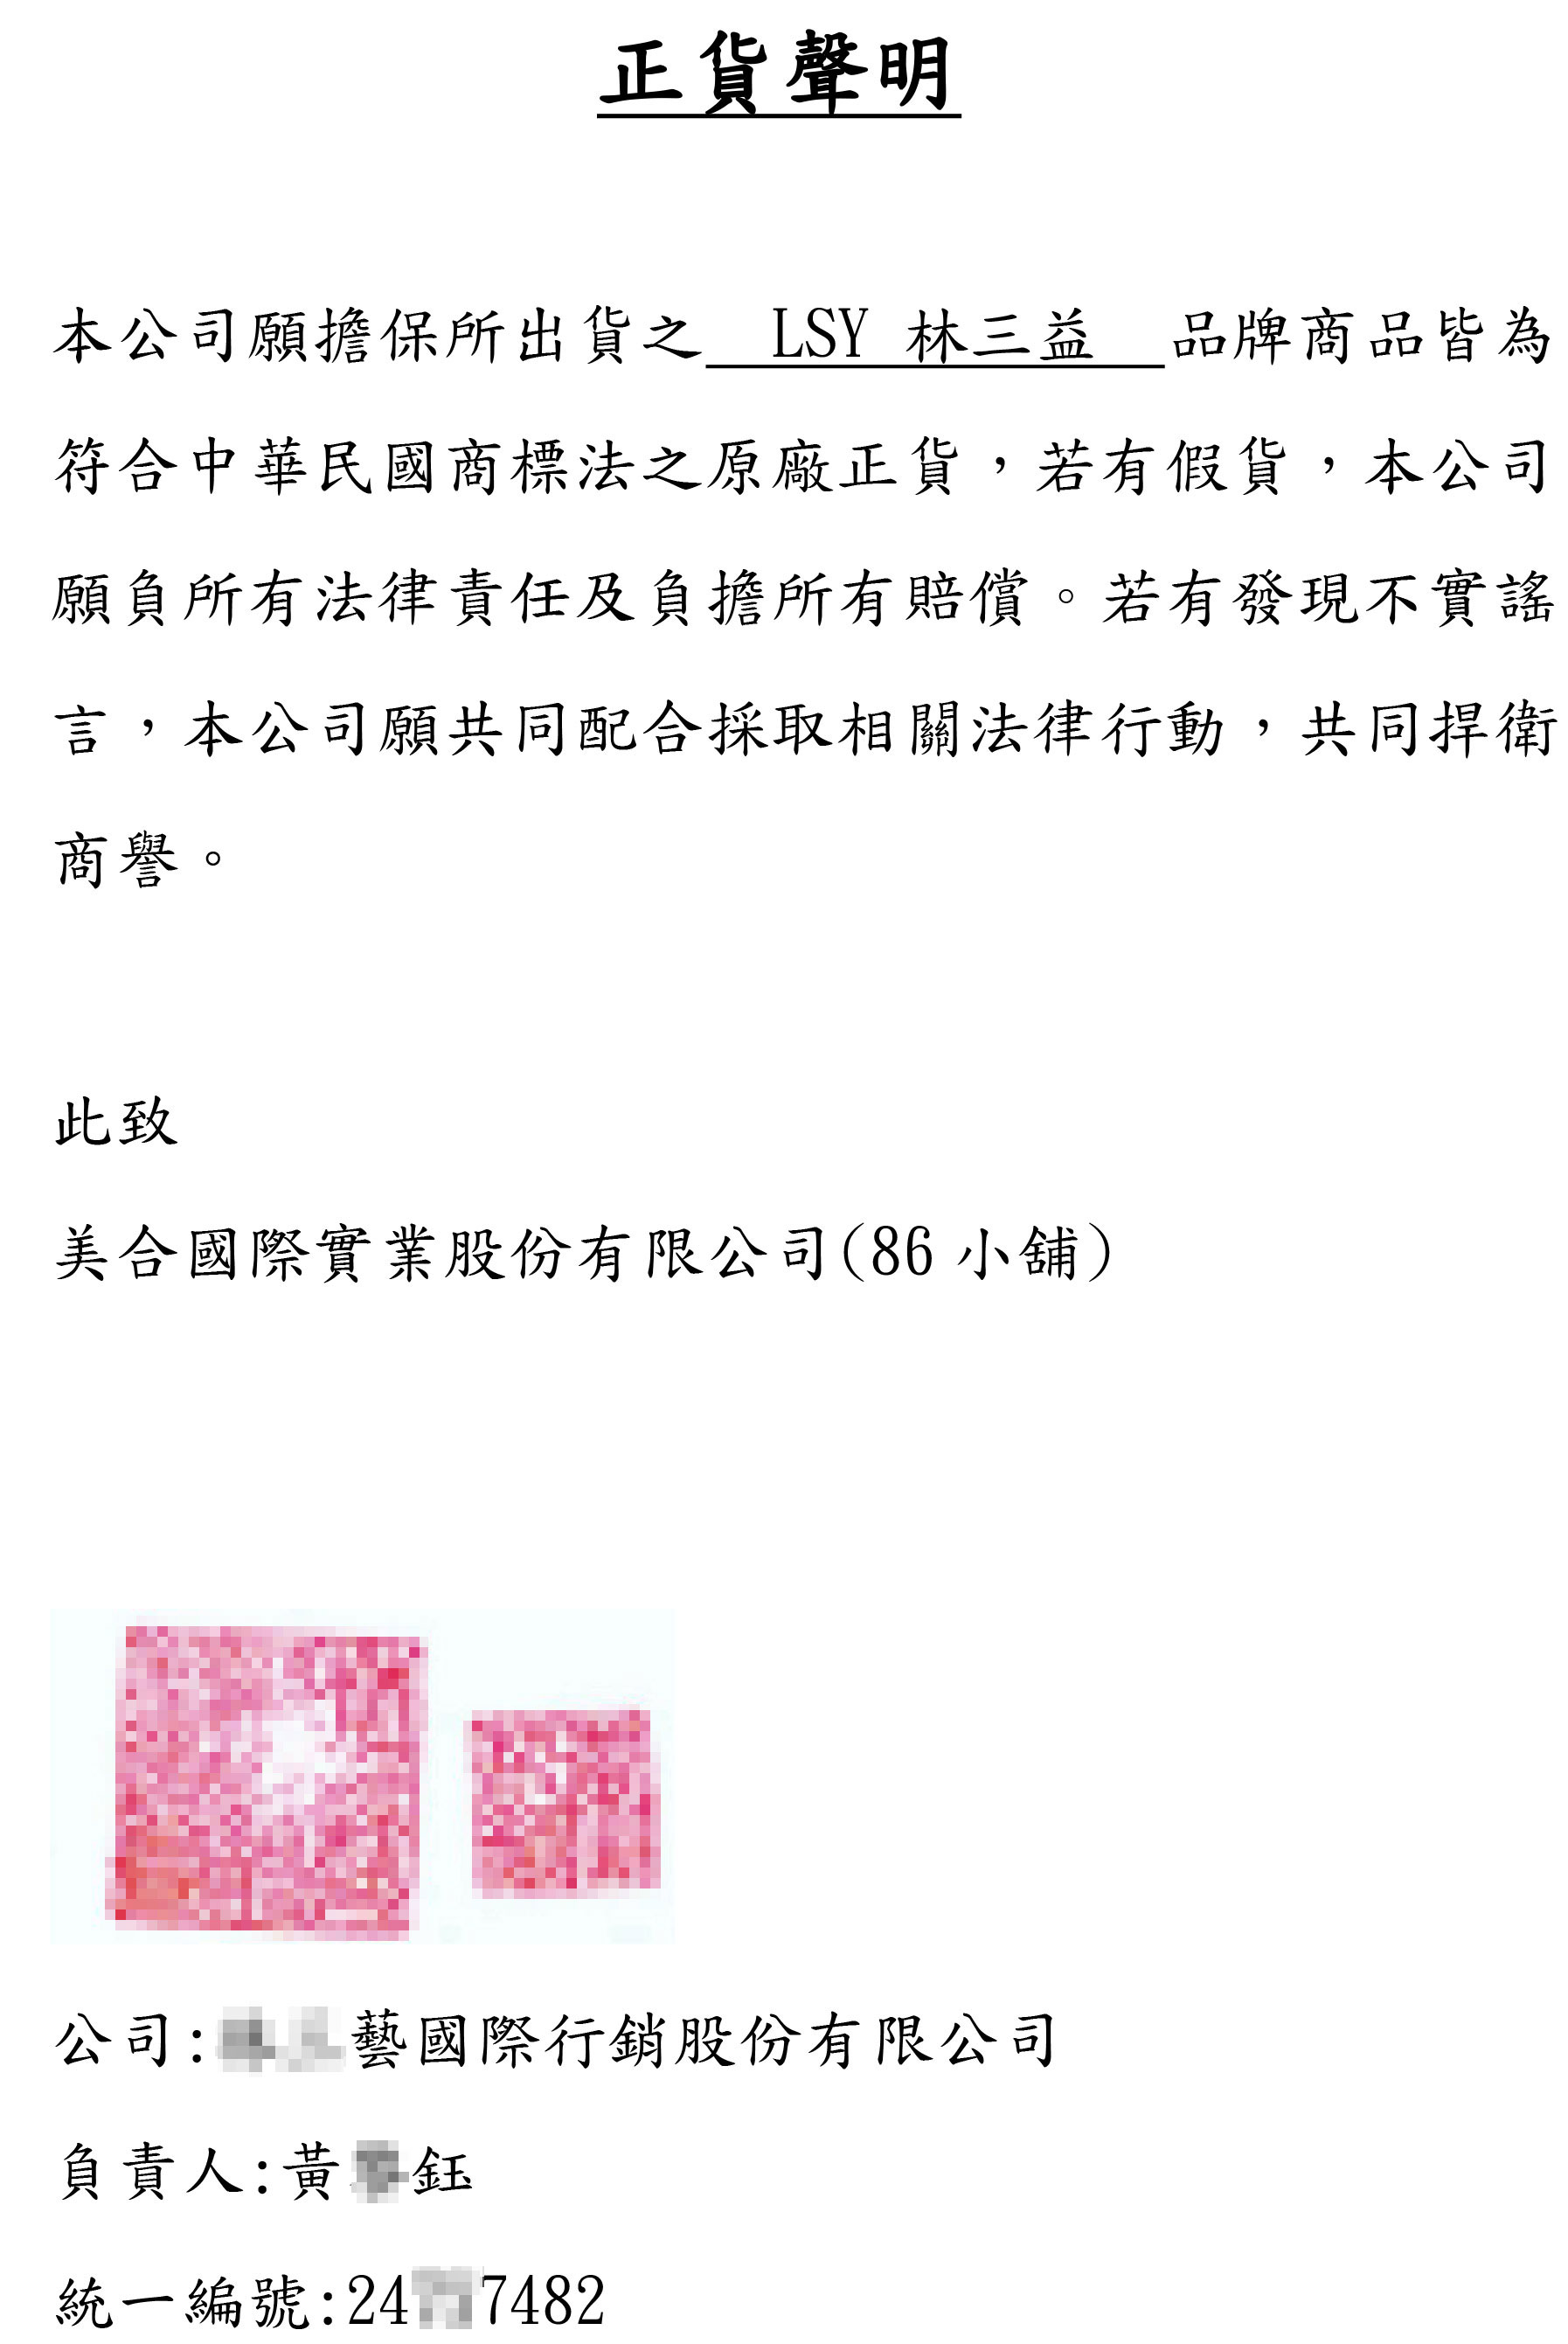 正貨聲明
本公司願擔保所出貨之 LSY 林三益 品牌商品皆為
符合中華民國商標法之原廠正貨,若有假貨,本公司
願負所有法律責任及負擔所有賠償。若有發現不實謠
言,本公司願共同配合採取相關法律行動,共同捍衛
商譽。
此致
美合國際實業股份有限公司(86 小舖)
公司:藝國際行銷股份有限公司
負責人:黃 鈺
統一編號:24 7482